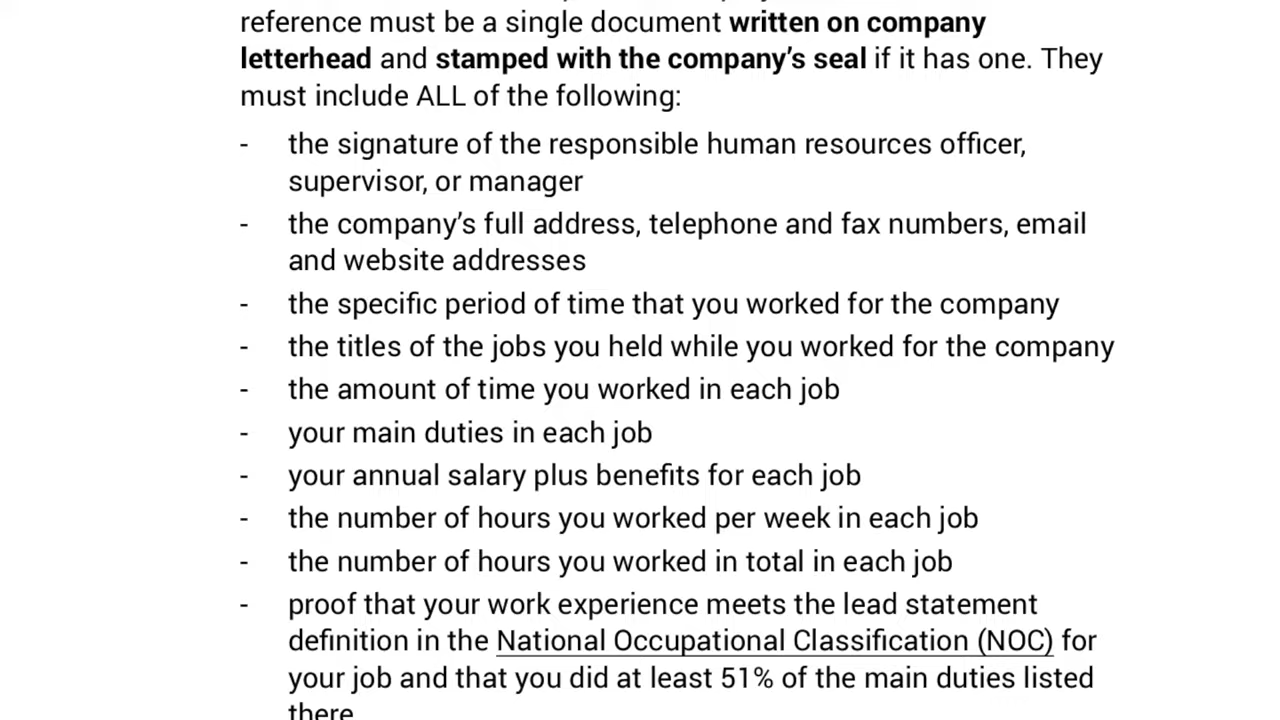 reference must be a single document written on company
letterhead and stamped with the company's seal if it has one. They
must include ALL of the following:
- the signature of the responsible human resources officer,
supervisor, or manager
- the company's full address, telephone and fax numbers, email
and website addresses
- the specific period of time that you worked for the company
- the titles of the jobs you held while you worked for the company
- the amount of time you worked in each job
- your main duties in each job
- your annual salary plus benefits for each job
- the number of hours you worked per week in each job
- the number of hours you worked in total in each job
- proof that your work experience meets the lead statement
definition in the National Occupational Classification (NOC) for
your job and that you did at least 51% of the main duties listed
there